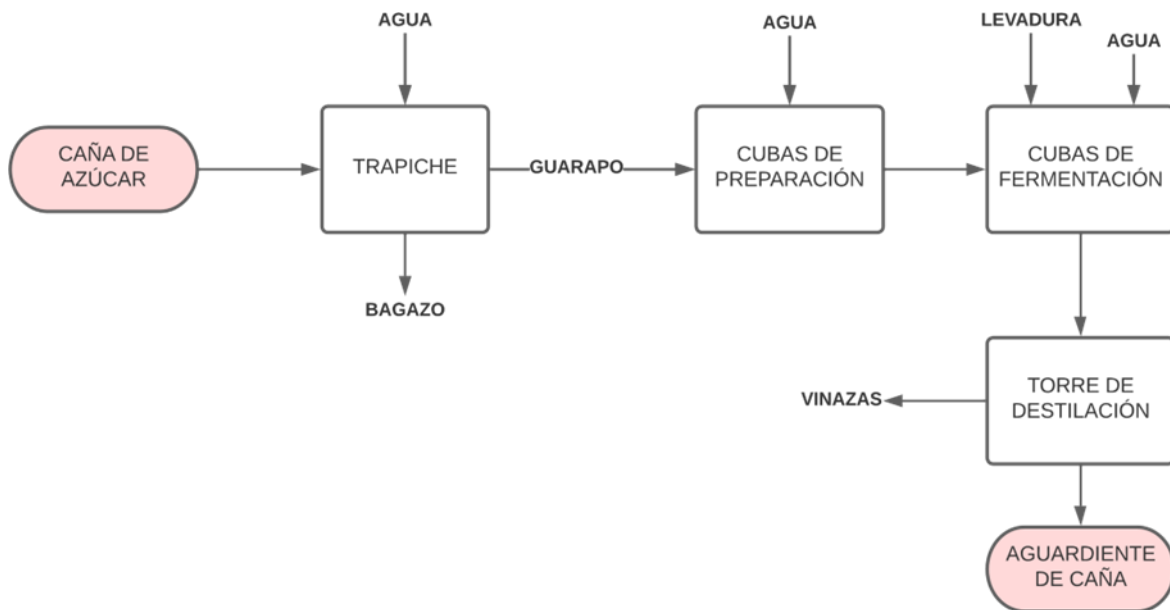 AGUA
AGUA
LEVADURA
AGUA
CAÑA DE
AZÚCAR
TRAPICHE
GUARAPO
CUBAS DE
PREPARACIÓN
CUBAS DE
FERMENTACIÓN
BAGAZO
VINAZAS
TORRE DE
DESTILACIÓN
AGUARDIENTE
DE CAÑA